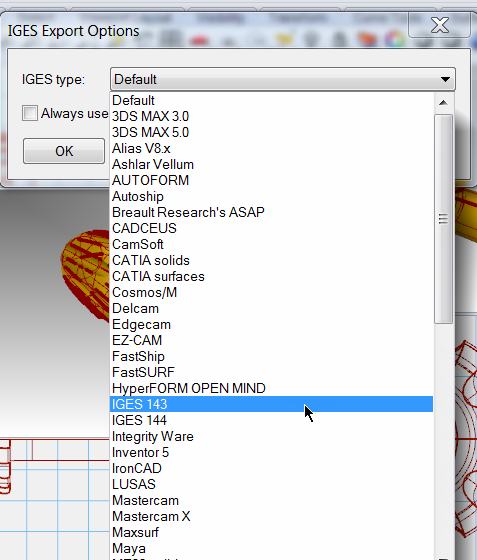 IGES Export Options
IGES type: Default
Always use
OK
Default
3DS MAX 3.0
3DS MAX 5.0
Alias V8.x
Ashlar Vellum
AUTOFORM
Autoship
Breault Research's ASAP
CADCEUS
CamSoft
CATIA solids
CATIA surfaces
Cosmos/M
Delcam
Edgecam
EZ-CAM
FastShip
FastSURF
HyperFORM OPEN MIND
IGES 143
IGES 144
Integrity Ware
Inventor 5
IronCAD
LUSAS
Mastercam
Mastercam X
Maxsurf
Maya